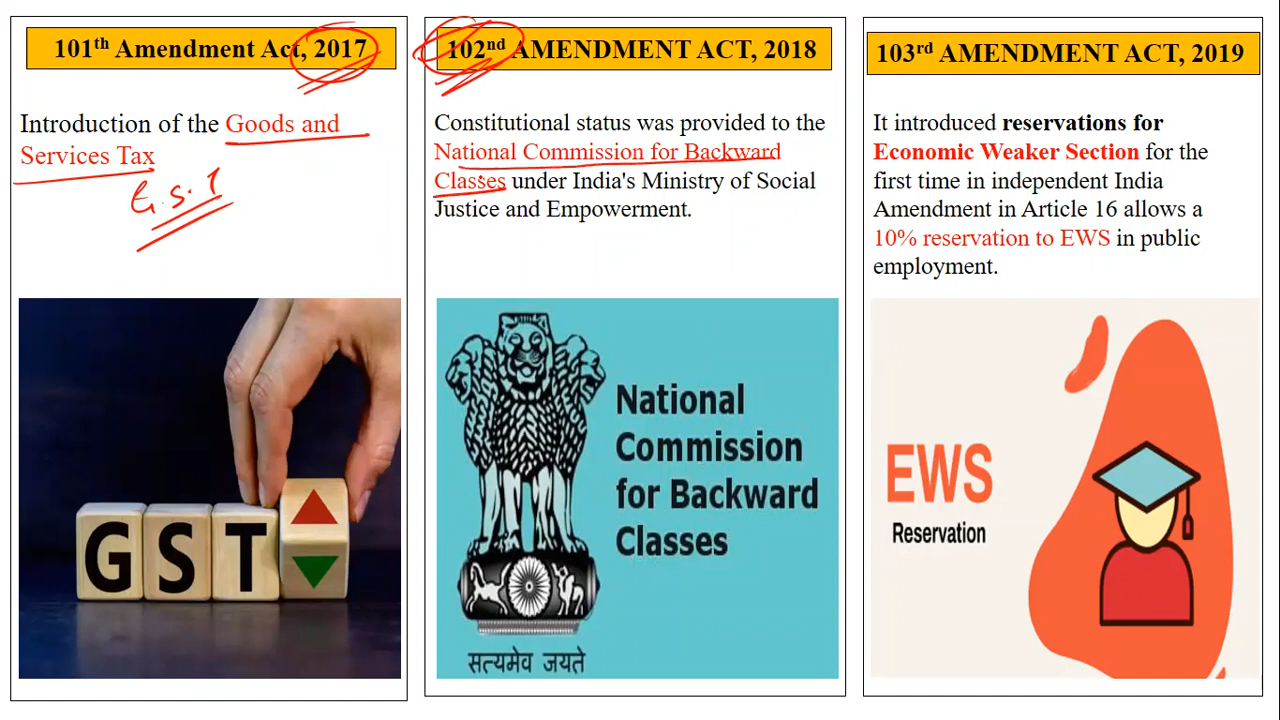 101th Amendment Act, 2017
Introduction of the Goods and
Services Tax
G.S.T
GST
102nd AMENDMENT ACT, 2018
Constitutional status was provided to the
National Commission for Backward
Classes under India's Ministry of Social
Justice and Empowerment.
National
Commission
for Backward
Classes
सत्यमेव जयते
103rd AMENDMENT ACT, 2019
It introduced reservations for
Economic Weaker Section for the
first time in independent India
Amendment in Article 16 allows a
10% reservation to EWS in public
employment.
EWS
Reservation